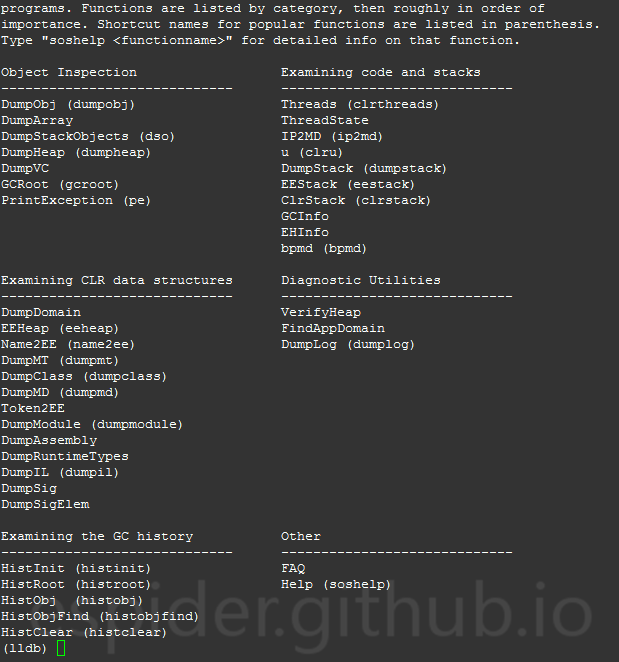 programs. Functions are listed by category, then roughly in order of
importance. Shortcut names for popular functions are listed in parenthesis.
Type "soshelp <functionname>" for detailed info on that function.
Object Inspection                  Examining code and stacks
-----------------------------      -----------------------------
DumpObj (dumpobj)                  Threads (clrthreads)
DumpArray                          ThreadState
DumpStackObjects (dso)             IP2MD (ip2md)
DumpHeap (dumpheap)                u (clru)
DumpVC                             DumpStack (dumpstack)
GCRoot (gcroot)                    EEStack (eestack)
PrintException (pe)                ClrStack (clrstack)
                                   GCInfo
                                   EHInfo
                                   bpmd (bpmd)
Examining CLR data structures      Diagnostic Utilities
-----------------------------      -----------------------------
DumpDomain                         VerifyHeap
EEHeap (eeheap)                    FindAppDomain
Name2EE (name2ee)                  DumpLog (dumplog)
DumpMT (dumpmt)
DumpClass (dumpclass)
DumpMD (dumpmd)
Token2EE
DumpModule (dumpmodule)
DumpAssembly
DumpRuntimeTypes
DumpIL (dumpil)
DumpSig
DumpSigElem
Examining the GC history           Other
-----------------------------      -----------------------------
HistInit (histinit)                FAQ
HistRoot (histroot)                Help (soshelp)
HistObj  (histobj)
HistObjFind (histobjfind)
HistClear (histclear)
(lldb)
espider.github.io